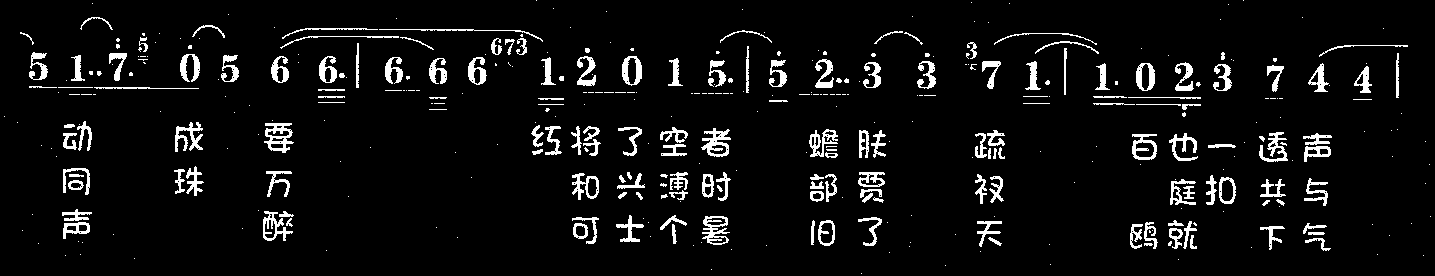 5 1·· 7· 5 0 5 6 6· | 6· 6 6 673 1· 2 0 1 5· | 5 2·· 3 3 3 7 1· | 1· 0 2· 3 7 4 4 |
动 成 要 红 将 了 空 者 蟾 肤 疏 百 也 一 透 声
同 珠 万 和 兴 溥 时 部 贾 衩 庭 扣 共 与
声 醉 可 士 个 暑 旧 了 天 鸥 就 下 气